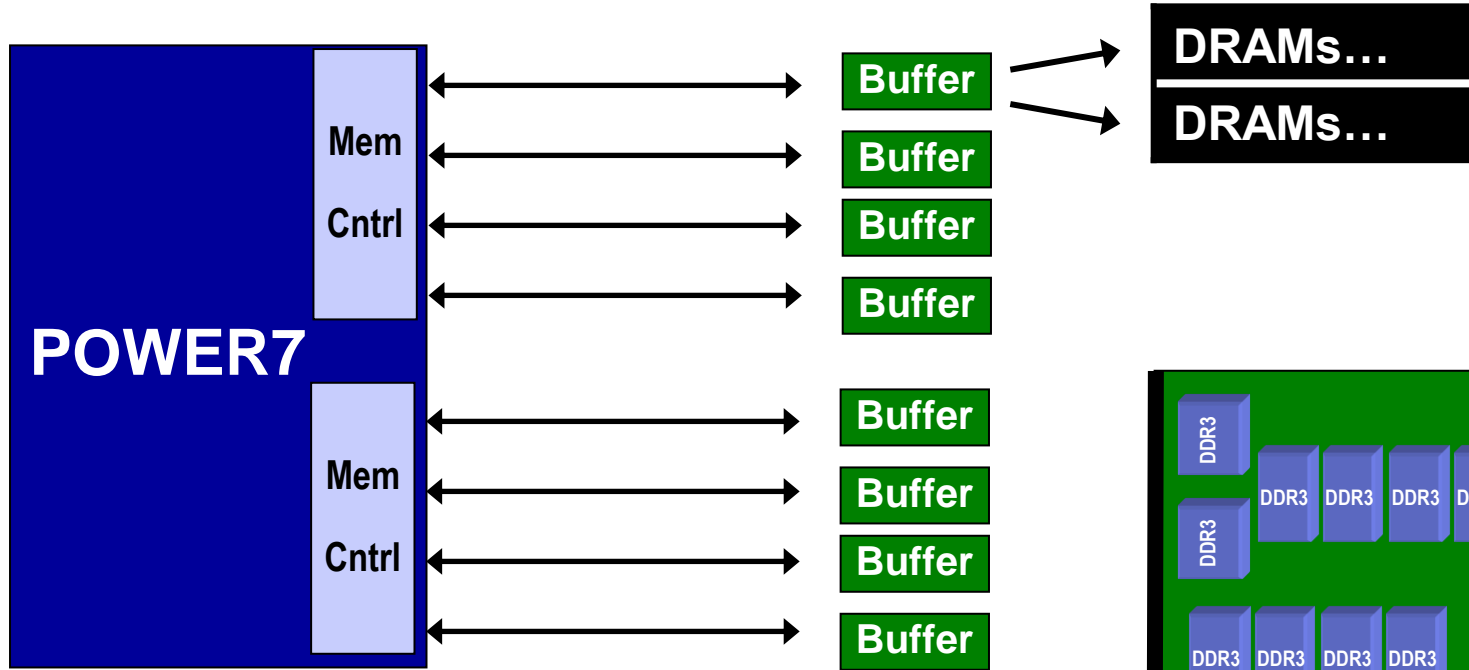 POWER7
Mem
Cntrl
Mem
Cntrl
Buffer
Buffer
Buffer
Buffer
Buffer
Buffer
Buffer
Buffer
DRAMs…
DRAMs…
DDR3
DDR3 DDR3 DDR3 D
DDR3
DDR3 DDR3 DDR3 DDR3